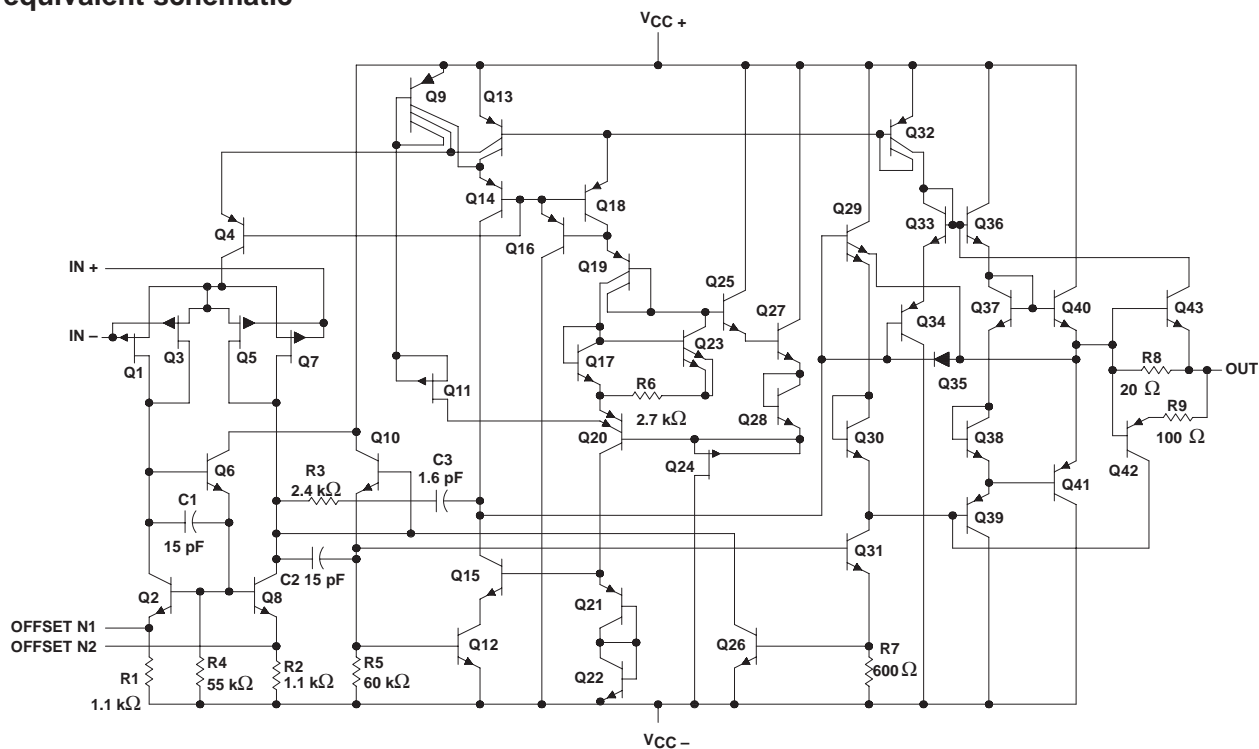 equivalent schematic
VCC +
Q9
Q13
Q32
Q14
Q18
Q29
Q33
Q36
Q4
Q16
IN +
Q19
Q25
Q27
Q37
Q40
Q43
IN –
Q34
Q3
Q5
Q7
Q23
R8
Q1
Q17
OUT
Q11
R6
Q35
20 Ω
R9
2.7 kΩ
Q28
100 Ω
Q10
Q20
Q30
Q38
C3
Q24
Q42
Q6
R3
1.6 pF
2.4 kΩ
Q41
C1
Q39
15 pF
Q31
C2 15 pF
Q15
Q2
Q8
Q21
OFFSET N1
Q12
Q26
OFFSET N2
R7
R4
R2
R5
Q22
600 Ω
R1
55 kΩ
1.1 kΩ
60 kΩ
1.1 kΩ
VCC –